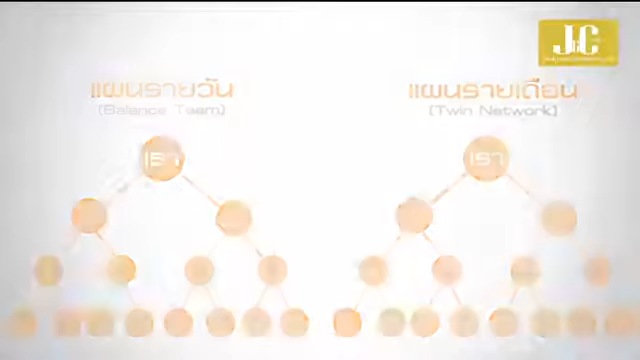 J&C
แผนรายวัน
(Balance Team)
แผนรายเดือน
(Twin Network)
เรา
เรา